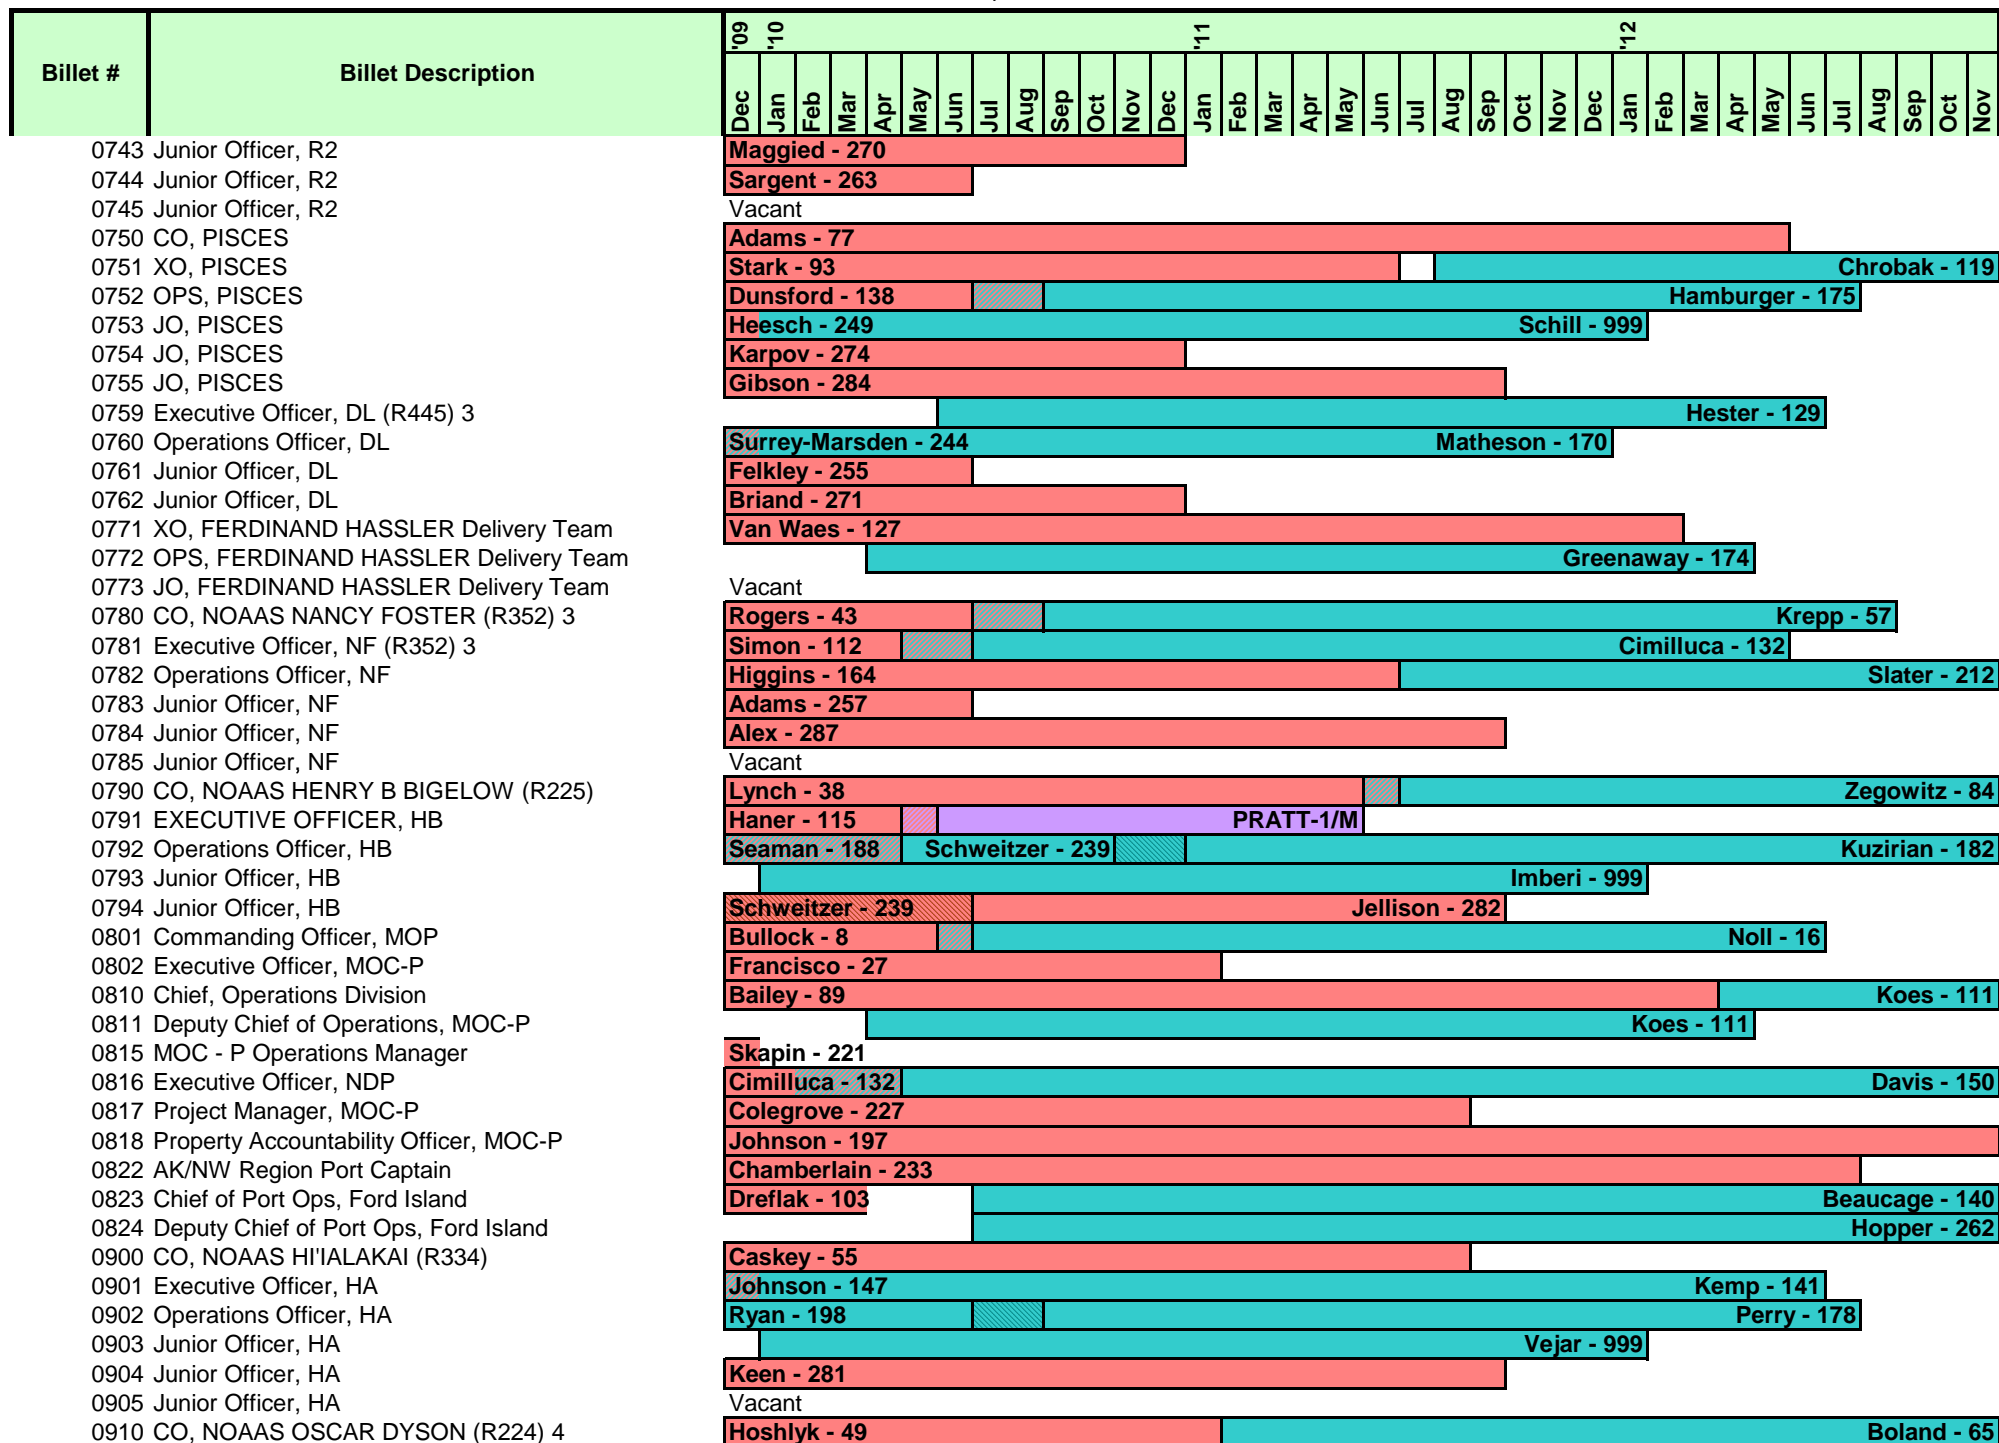 '09 '10 '11 '12
Billet # Billet Description
Dec Jan Feb Mar Apr May Jun Jul Aug Sep Oct Nov Dec Jan Feb Mar Apr May Jun Jul Aug Sep Oct Nov Dec Jan Feb Mar Apr May Jun Jul Aug Sep Oct Nov
0743 Junior Officer, R2 Maggied - 270
0744 Junior Officer, R2 Sargent - 263
0745 Junior Officer, R2 Vacant
0750 CO, PISCES Adams - 77
0751 XO, PISCES Stark - 93 Chrobak - 119
0752 OPS, PISCES Dunsford - 138 Hamburger - 175
0753 JO, PISCES Heesch - 249 Schill - 999
0754 JO, PISCES Karpov - 274
0755 JO, PISCES Gibson - 284
0759 Executive Officer, DL (R445) 3 Hester - 129
0760 Operations Officer, DL Surrey-Marsden - 244 Matheson - 170
0761 Junior Officer, DL Felkley - 255
0762 Junior Officer, DL Briand - 271
0771 XO, FERDINAND HASSLER Delivery Team Van Waes - 127
0772 OPS, FERDINAND HASSLER Delivery Team Greenaway - 174
0773 JO, FERDINAND HASSLER Delivery Team Vacant
0780 CO, NOAAS NANCY FOSTER (R352) 3 Rogers - 43 Krepp - 57
0781 Executive Officer, NF (R352) 3 Simon - 112 Cimilluca - 132
0782 Operations Officer, NF Higgins - 164 Slater - 212
0783 Junior Officer, NF Adams - 257
0784 Junior Officer, NF Alex - 287
0785 Junior Officer, NF Vacant
0790 CO, NOAAS HENRY B BIGELOW (R225) Lynch - 38 Zegowitz - 84
0791 EXECUTIVE OFFICER, HB Haner - 115 PRATT-1/M
0792 Operations Officer, HB Seaman - 188 Schweitzer - 239 Kuzirian - 182
0793 Junior Officer, HB Imberi - 999
0794 Junior Officer, HB Schweitzer - 239 Jellison - 282
0801 Commanding Officer, MOP Bullock - 8 Noll - 16
0802 Executive Officer, MOC-P Francisco - 27
0810 Chief, Operations Division Bailey - 89 Koes - 111
0811 Deputy Chief of Operations, MOC-P Koes - 111
0815 MOC - P Operations Manager Skapin - 221
0816 Executive Officer, NDP Cimilluca - 132 Davis - 150
0817 Project Manager, MOC-P Colegrove - 227
0818 Property Accountability Officer, MOC-P Johnson - 197
0822 AK/NW Region Port Captain Chamberlain - 233
0823 Chief of Port Ops, Ford Island Dreflak - 103 Beaucage - 140
0824 Deputy Chief of Port Ops, Ford Island Hopper - 262
0900 CO, NOAAS HI'IALAKAI (R334) Caskey - 55
0901 Executive Officer, HA Johnson - 147 Kemp - 141
0902 Operations Officer, HA Ryan - 198 Perry - 178
0903 Junior Officer, HA Vejar - 999
0904 Junior Officer, HA Keen - 281
0905 Junior Officer, HA Vacant
0910 CO, NOAAS OSCAR DYSON (R224) 4 Hoshlyk - 49 Boland - 65